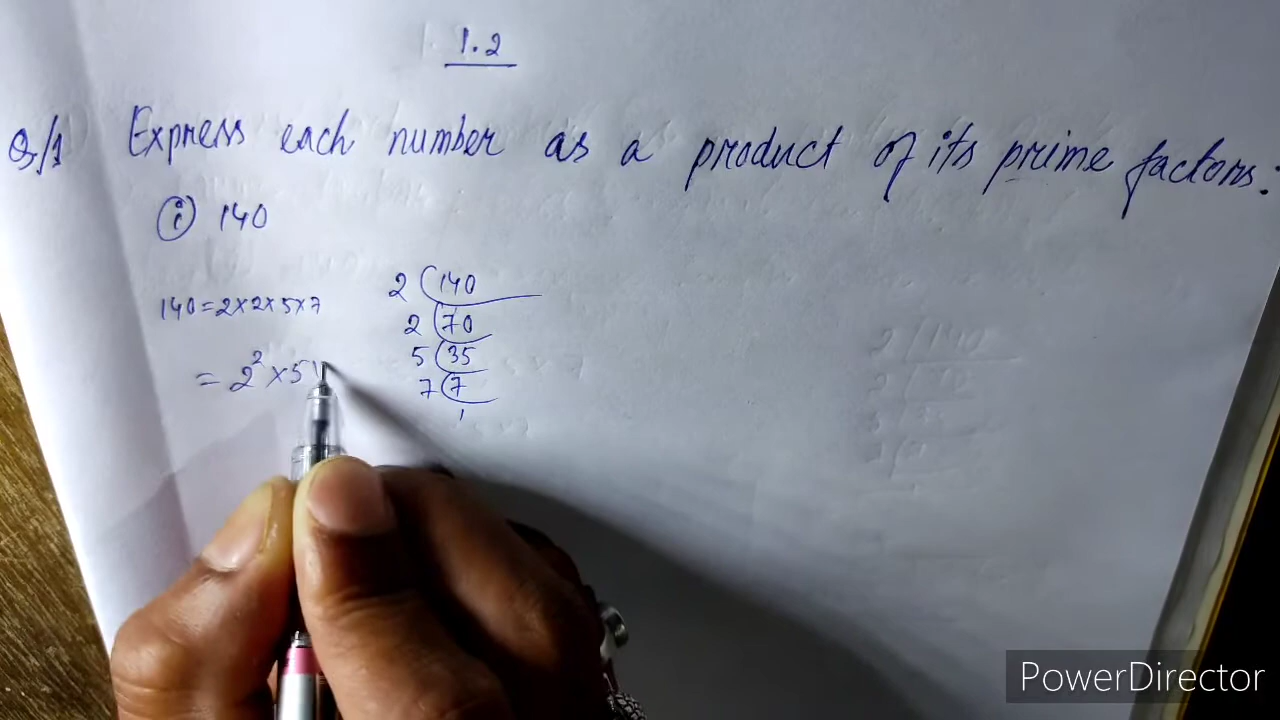 1.2
Q/1 Express each number as a product of its prime factors:
(i) 140
140=2×2×5×7
= 2² × 5
2 140
2 70
5 35
7 7
1
PowerDirector